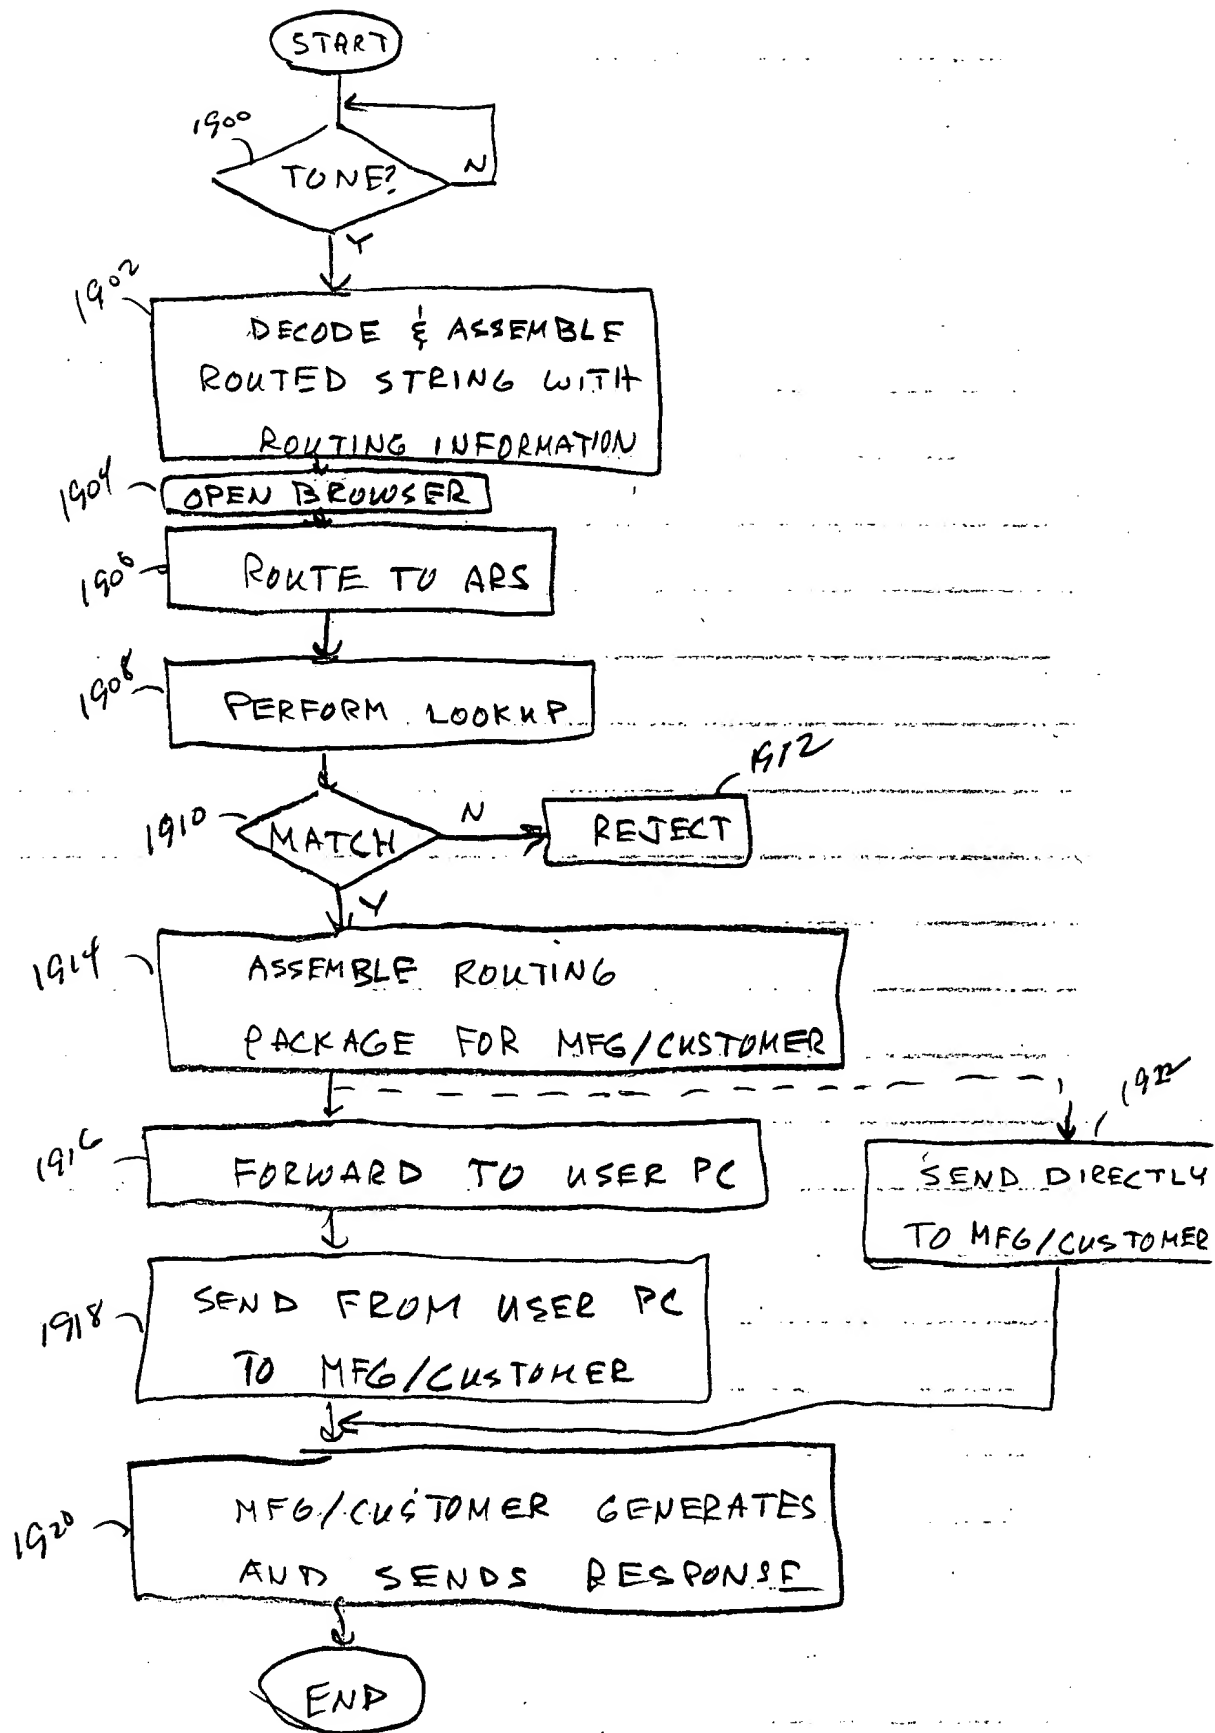 START
1900
TONE?
N
Y
1902
DECODE & ASSEMBLE
ROUTED STRING WITH
ROUTING INFORMATION
1904
OPEN BROWSER
1906
ROUTE TO ARS
1908
PERFORM LOOKUP
1910
MATCH
N
1912
REJECT
Y
1914
ASSEMBLE ROUTING
PACKAGE FOR MFG/CUSTOMER
1916
FORWARD TO USER PC
1922
SEND DIRECTLY
TO MFG/CUSTOMER
1918
SEND FROM USER PC
TO MFG/CUSTOMER
1920
MFG/CUSTOMER GENERATES
AND SENDS RESPONSE
END